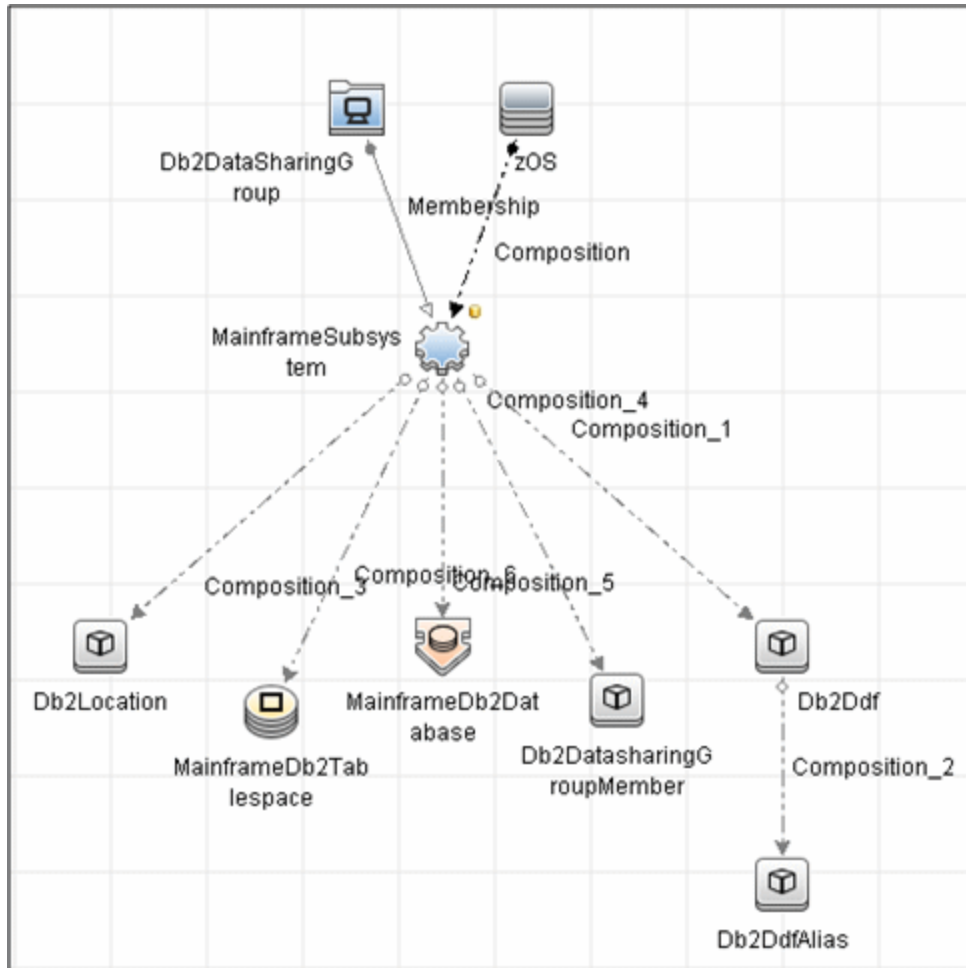 Db2DataSharingG
roup
zOS
Membership
Composition
MainframeSubsys
tem
Composition_4
Composition_1
Composition_3
Composition_6
Composition_5
Db2Location
MainframeDb2Tab
lespace
MainframeDb2Dat
abase
Db2DatasharingG
roupMember
Db2Ddf
Composition_2
Db2DdfAlias